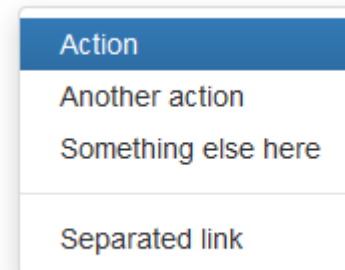 Action
Another action
Something else here
Separated link